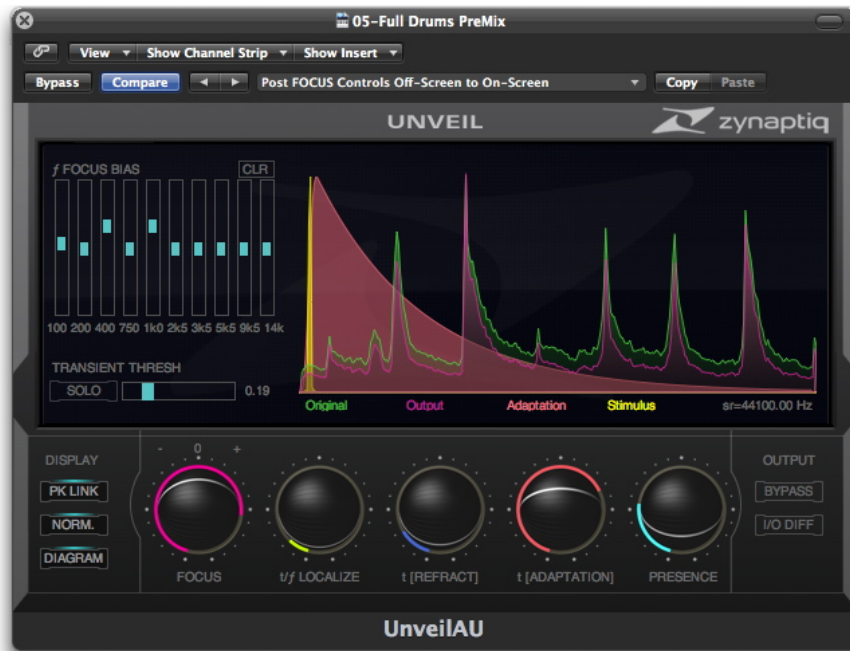 05-Full Drums PreMix
View Show Channel Strip Show Insert
Bypass Compare Post FOCUS Controls Off-Screen to On-Screen Copy Paste
UNVEIL zynaptiq
ƒ FOCUS BIAS CLR
100 200 400 750 1k0 2k5 3k5 5k5 9k5 14k
TRANSIENT THRESH
SOLO 0.19
Original Output Adaptation Stimulus sr=44100.00 Hz
DISPLAY - 0 + OUTPUT
PK LINK BYPASS
NORM. I/O DIFF
DIAGRAM
FOCUS t/ƒ LOCALIZE t [REFRACT] t [ADAPTATION] PRESENCE
UnveilAU